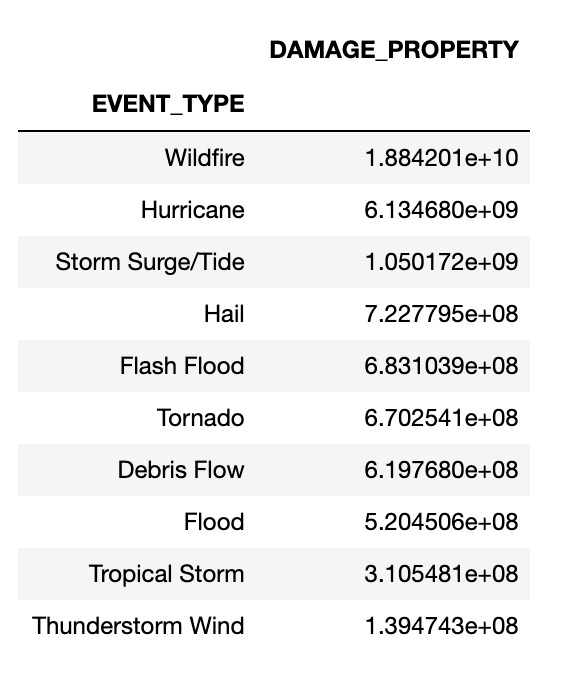 DAMAGE_PROPERTY
EVENT_TYPE
Wildfire 1.884201e+10
Hurricane 6.134680e+09
Storm Surge/Tide 1.050172e+09
Hail 7.227795e+08
Flash Flood 6.831039e+08
Tornado 6.702541e+08
Debris Flow 6.197680e+08
Flood 5.204506e+08
Tropical Storm 3.105481e+08
Thunderstorm Wind 1.394743e+08